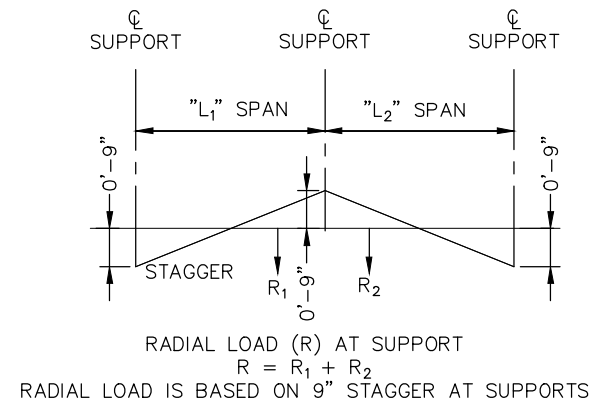 ℄ ℄ ℄
SUPPORT SUPPORT SUPPORT
"L₁" SPAN "L₂" SPAN
0'-9" 0'-9"
STAGGER
R₁ 0'-9" R₂
RADIAL LOAD (R) AT SUPPORT
R = R₁ + R₂
RADIAL LOAD IS BASED ON 9" STAGGER AT SUPPORTS